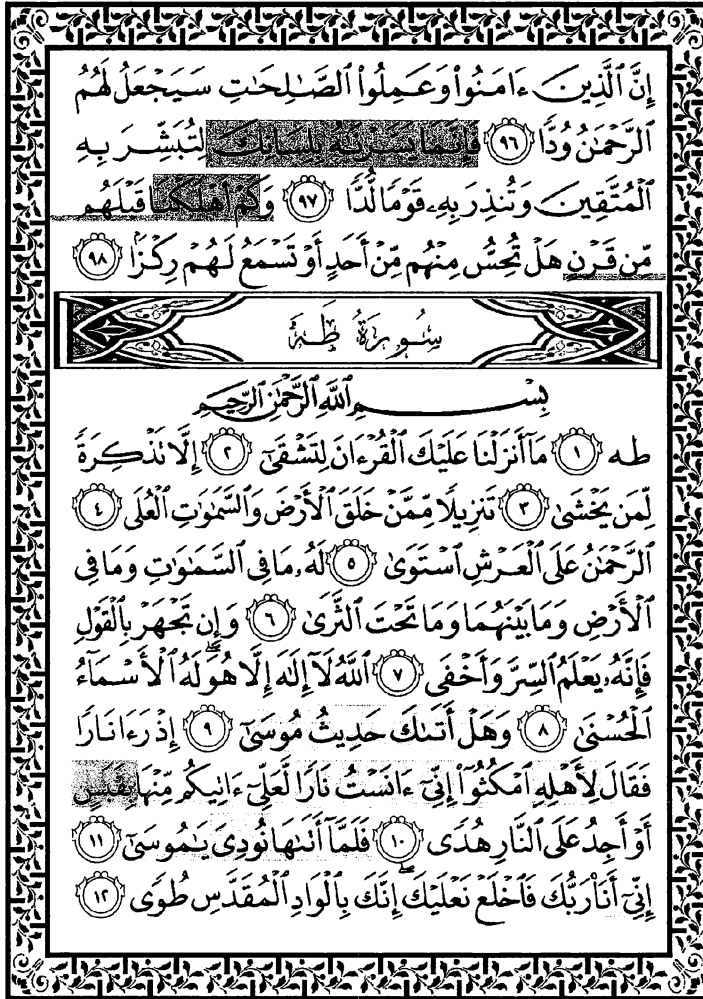 إِنَّ ٱلَّذِينَ ءَامَنُوا۟ وَعَمِلُوا۟ ٱلصَّـٰلِحَـٰتِ سَيَجْعَلُ لَهُمُ
ٱلرَّحْمَـٰنُ وُدًّا ٩٦ فَإِنَّمَا يَسَّرْنَـٰهُ بِلِسَانِكَ لِتُبَشِّرَ بِهِ
ٱلْمُتَّقِينَ وَتُنذِرَ بِهِۦ قَوْمًا لُّدًّا ٩٧ وَكَمْ أَهْلَكْنَا قَبْلَهُم
مِّن قَرْنٍ هَلْ تُحِسُّ مِنْهُم مِّنْ أَحَدٍ أَوْ تَسْمَعُ لَهُمْ رِكْزًۢا ٩٨
سُورَةُ طه
بِسْمِ ٱللَّهِ ٱلرَّحْمَـٰنِ ٱلرَّحِيمِ
طه ١ مَآ أَنزَلْنَا عَلَيْكَ ٱلْقُرْءَانَ لِتَشْقَىٰٓ ٢ إِلَّا تَذْكِرَةً
لِّمَن يَخْشَىٰ ٣ تَنزِيلًا مِّمَّنْ خَلَقَ ٱلْأَرْضَ وَٱلسَّمَـٰوَٰتِ ٱلْعُلَى ٤
ٱلرَّحْمَـٰنُ عَلَى ٱلْعَرْشِ ٱسْتَوَىٰ ٥ لَهُۥ مَا فِى ٱلسَّمَـٰوَٰتِ وَمَا فِى
ٱلْأَرْضِ وَمَا بَيْنَهُمَا وَمَا تَحْتَ ٱلثَّرَىٰ ٦ وَإِن تَجْهَرْ بِٱلْقَوْلِ
فَإِنَّهُۥ يَعْلَمُ ٱلسِّرَّ وَأَخْفَى ٧ ٱللَّهُ لَآ إِلَـٰهَ إِلَّا هُوَ ۖ لَهُ ٱلْأَسْمَآءُ
ٱلْحُسْنَىٰ ٨ وَهَلْ أَتَىٰكَ حَدِيثُ مُوسَىٰٓ ٩ إِذْ رَءَا نَارًا
فَقَالَ لِأَهْلِهِ ٱمْكُثُوٓا۟ إِنِّىٓ ءَانَسْتُ نَارًا لَّعَلِّىٓ ءَاتِيكُم مِّنْهَا بِقَبَسٍ
أَوْ أَجِدُ عَلَى ٱلنَّارِ هُدًى ١٠ فَلَمَّآ أَتَىٰهَا نُودِىَ يَـٰمُوسَىٰٓ ١١
إِنِّىٓ أَنَا۠ رَبُّكَ فَٱخْلَعْ نَعْلَيْكَ ۖ إِنَّكَ بِٱلْوَادِ ٱلْمُقَدَّسِ طُوًى ١٢